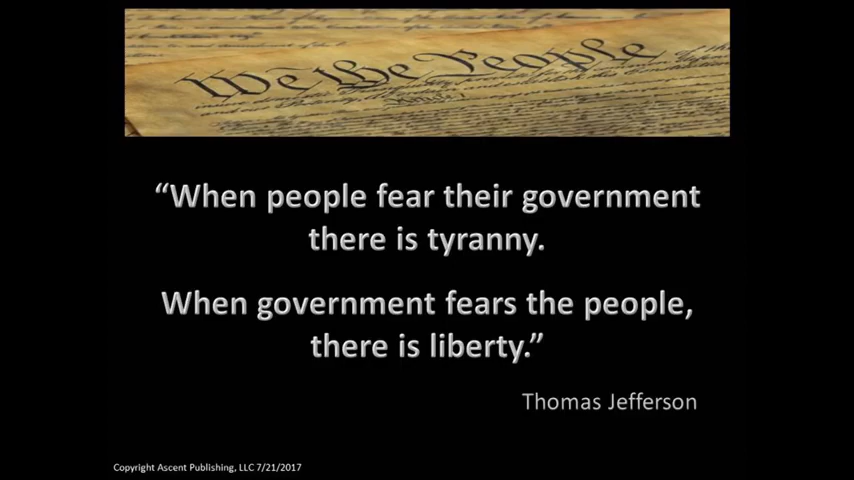 We the People
“When people fear their government
there is tyranny.
When government fears the people,
there is liberty.”
Thomas Jefferson
Copyright Ascent Publishing, LLC 7/21/2017